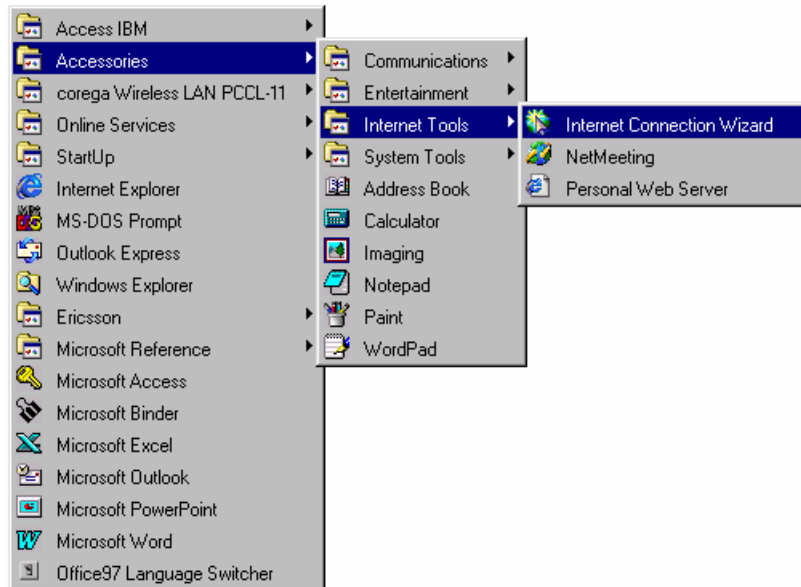 Access IBM
Accessories
corega Wireless LAN PCCL-11
Online Services
StartUp
Internet Explorer
MS-DOS Prompt
Outlook Express
Windows Explorer
Ericsson
Microsoft Reference
Microsoft Access
Microsoft Binder
Microsoft Excel
Microsoft Outlook
Microsoft PowerPoint
Microsoft Word
Office97 Language Switcher
Communications
Entertainment
Internet Tools
System Tools
Address Book
Calculator
Imaging
Notepad
Paint
WordPad
Internet Connection Wizard
NetMeeting
Personal Web Server